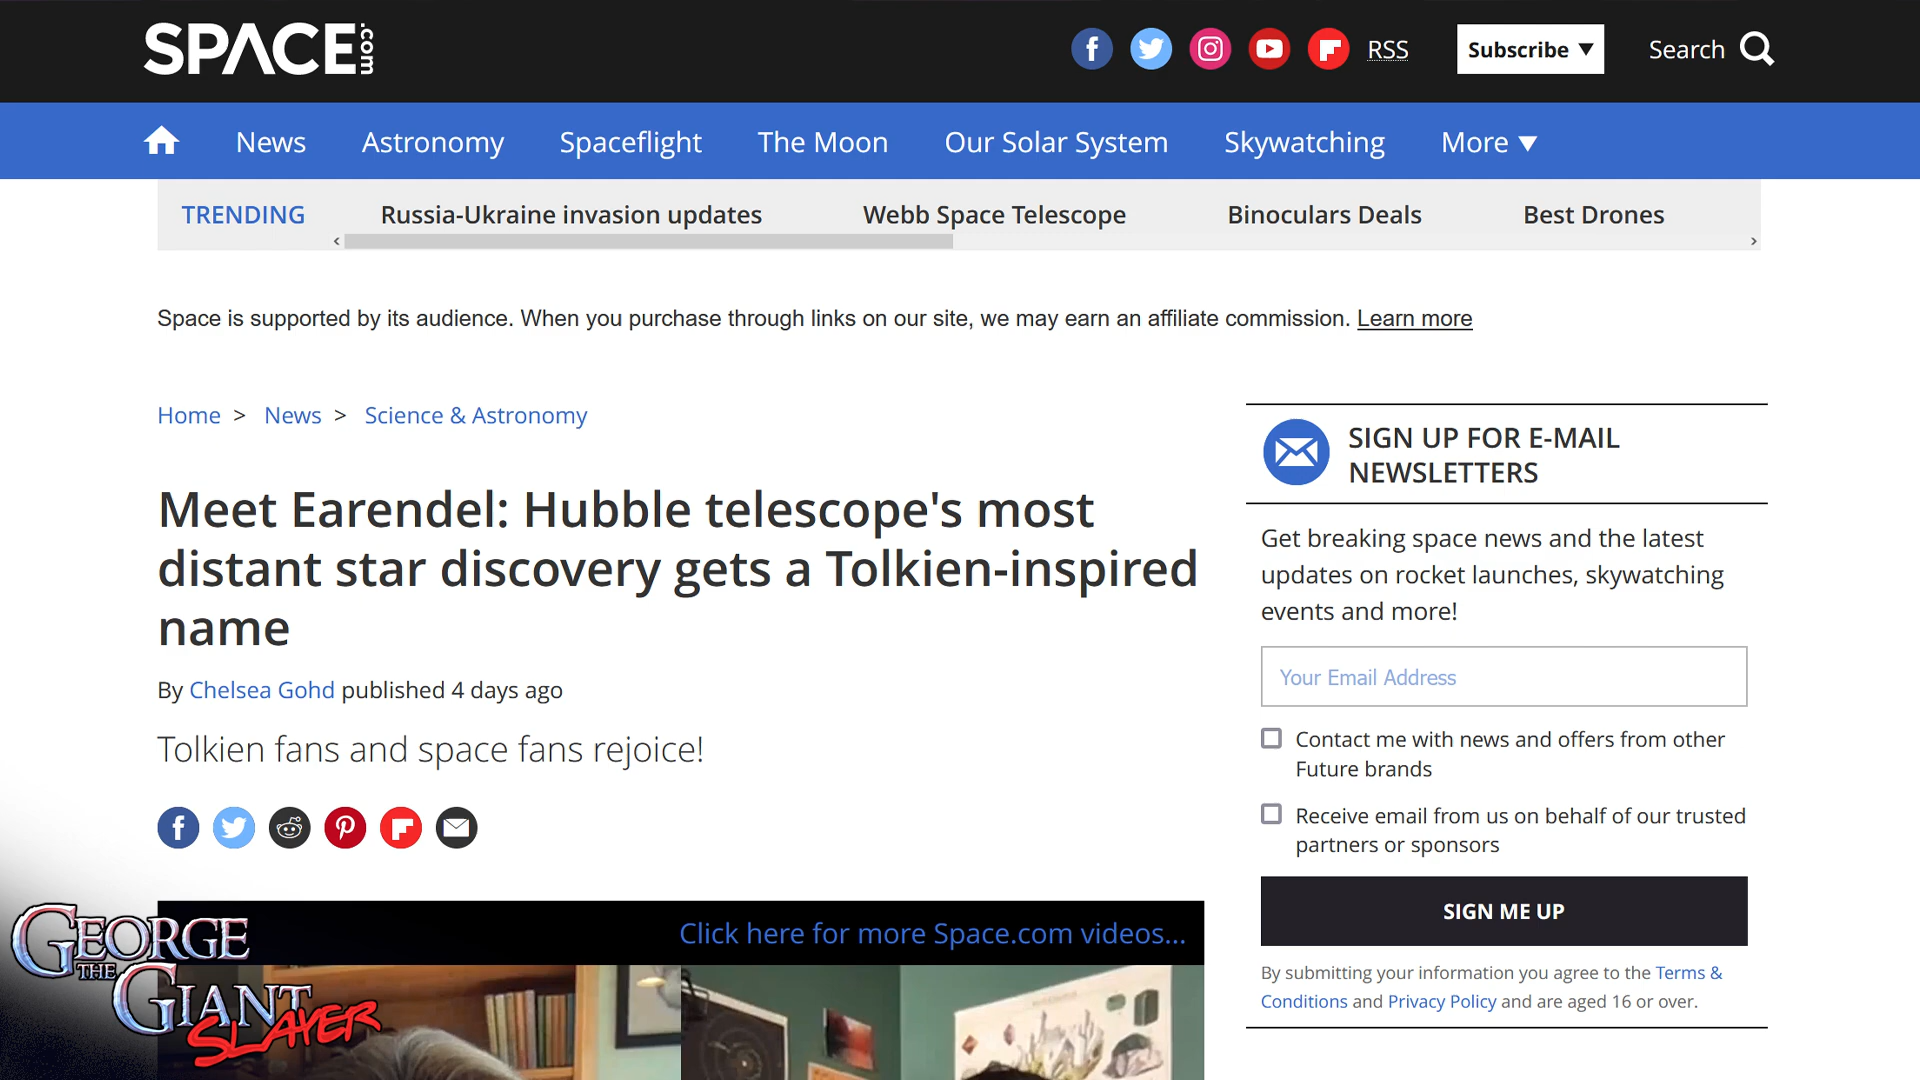 SPACE.com
RSS
Subscribe ▼
Search
News
Astronomy
Spaceflight
The Moon
Our Solar System
Skywatching
More ▼
TRENDING
Russia-Ukraine invasion updates
Webb Space Telescope
Binoculars Deals
Best Drones
Space is supported by its audience. When you purchase through links on our site, we may earn an affiliate commission. Learn more
Home > News > Science & Astronomy
Meet Earendel: Hubble telescope's most
distant star discovery gets a Tolkien-inspired
name
By Chelsea Gohd published 4 days ago
Tolkien fans and space fans rejoice!
Click here for more Space.com videos...
SIGN UP FOR E-MAIL
NEWSLETTERS
Get breaking space news and the latest
updates on rocket launches, skywatching
events and more!
Your Email Address
Contact me with news and offers from other
Future brands
Receive email from us on behalf of our trusted
partners or sponsors
SIGN ME UP
By submitting your information you agree to the Terms &
Conditions and Privacy Policy and are aged 16 or over.
GEORGE
THE
GIANT
SLAYER